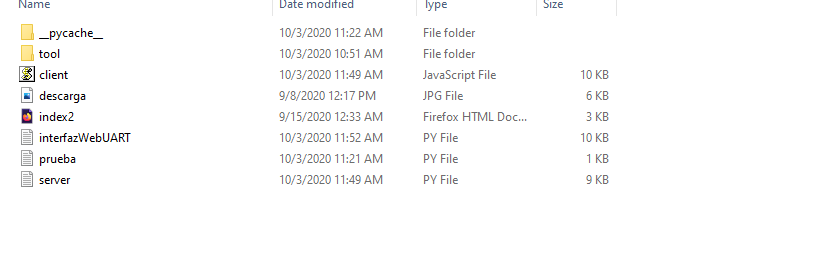 Name Date modified Type Size
__pycache__ 10/3/2020 11:22 AM File folder
tool 10/3/2020 10:51 AM File folder
client 10/3/2020 11:49 AM JavaScript File 10 KB
descarga 9/8/2020 12:17 PM JPG File 6 KB
index2 9/15/2020 12:33 AM Firefox HTML Doc... 3 KB
interfazWebUART 10/3/2020 11:52 AM PY File 10 KB
prueba 10/3/2020 11:21 AM PY File 1 KB
server 10/3/2020 11:49 AM PY File 9 KB